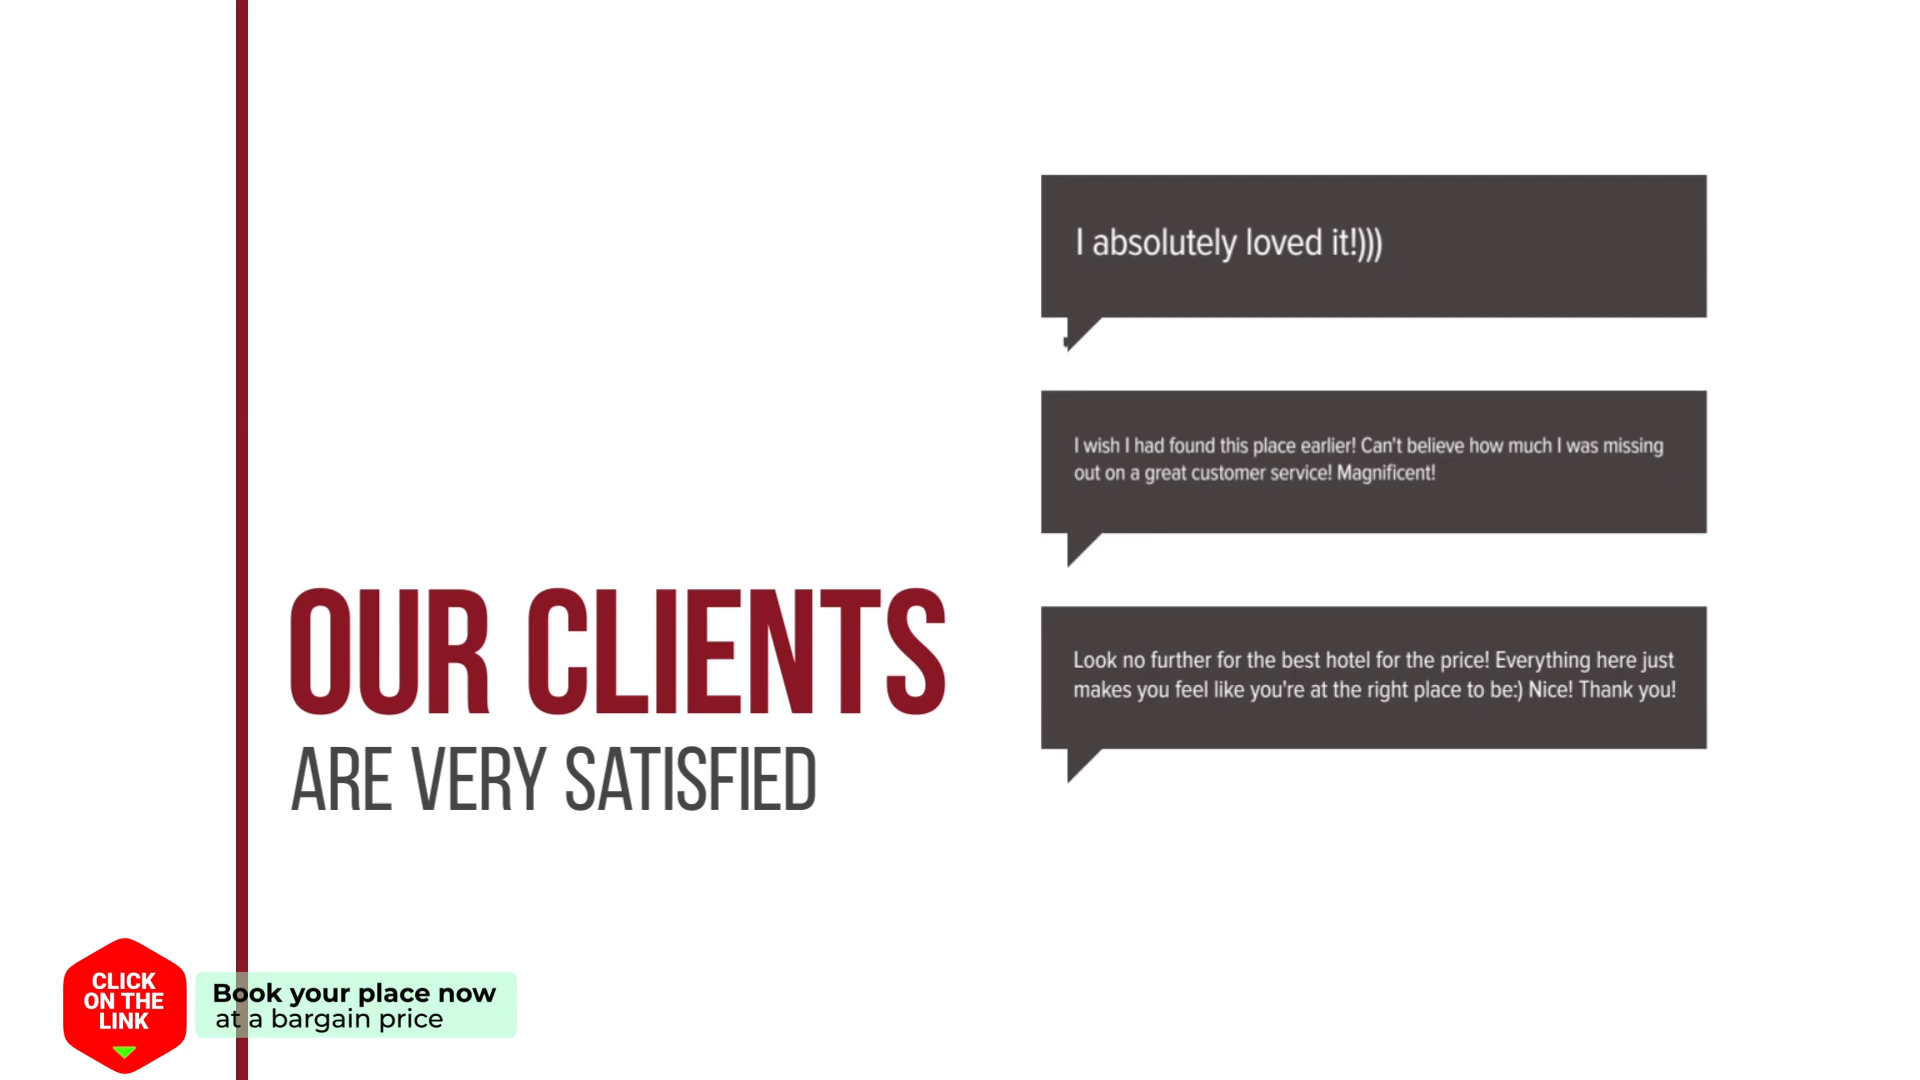 I absolutely loved it!)))
I wish I had found this place earlier! Can't believe how much I was missing
out on a great customer service! Magnificent!
Look no further for the best hotel for the price! Everything here just
makes you feel like you're at the right place to be:) Nice! Thank you!
OUR CLIENTS
ARE VERY SATISFIED
CLICK
ON THE
LINK
Book your place now
at a bargain price